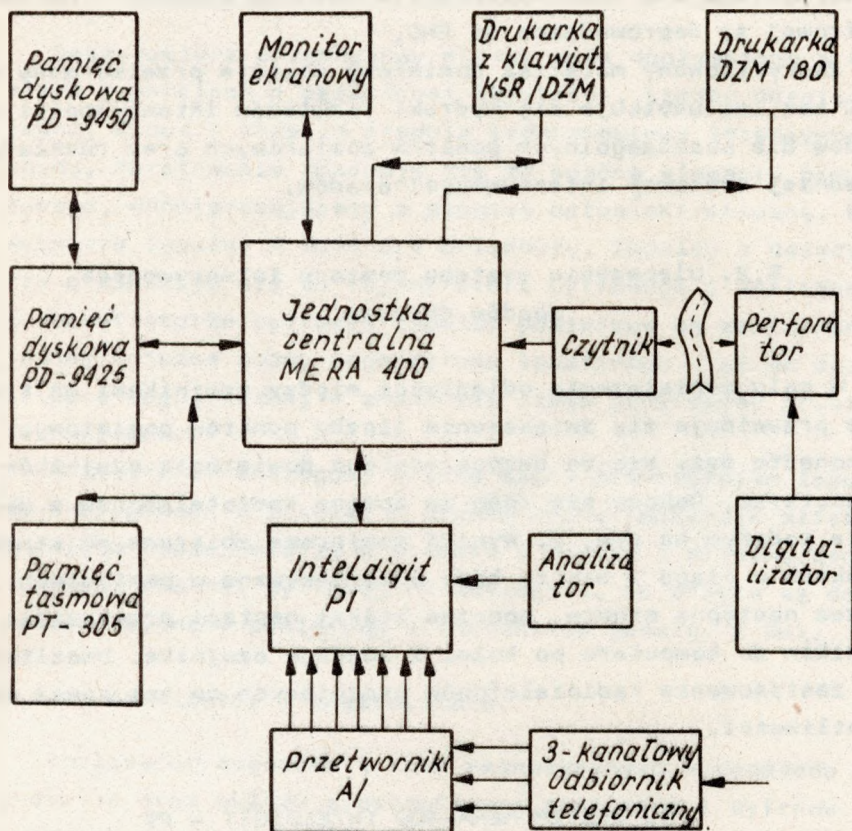 Pamięć
dyskowa
PD-9450
Monitor
ekranowy
Drukarka
z klawiat.
KSR/DZM
Drukarka
DZM 180
Pamięć
dyskowa
PD-9425
Jednostka
centralna
MERA 400
Czytnik
Perfora
tor
Pamięć
taśmowa
PT-305
Inteldigit
PI
Analiza
tor
Digita-
lizator
Przetwornik
A/
3-kanałowy
Odbiornik
telefoniczny